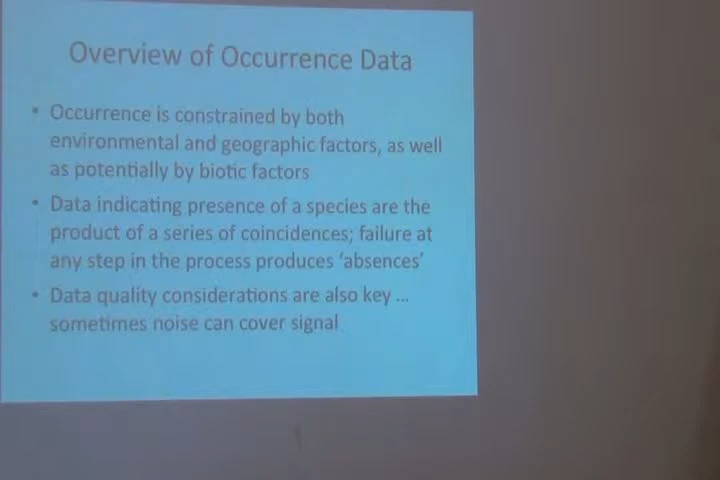 Overview of Occurrence Data
• Occurrence is constrained by both
environmental and geographic factors, as well
as potentially by biotic factors
• Data indicating presence of a species are the
product of a series of coincidences; failure at
any step in the process produces ‘absences’
• Data quality considerations are also key …
sometimes noise can cover signal